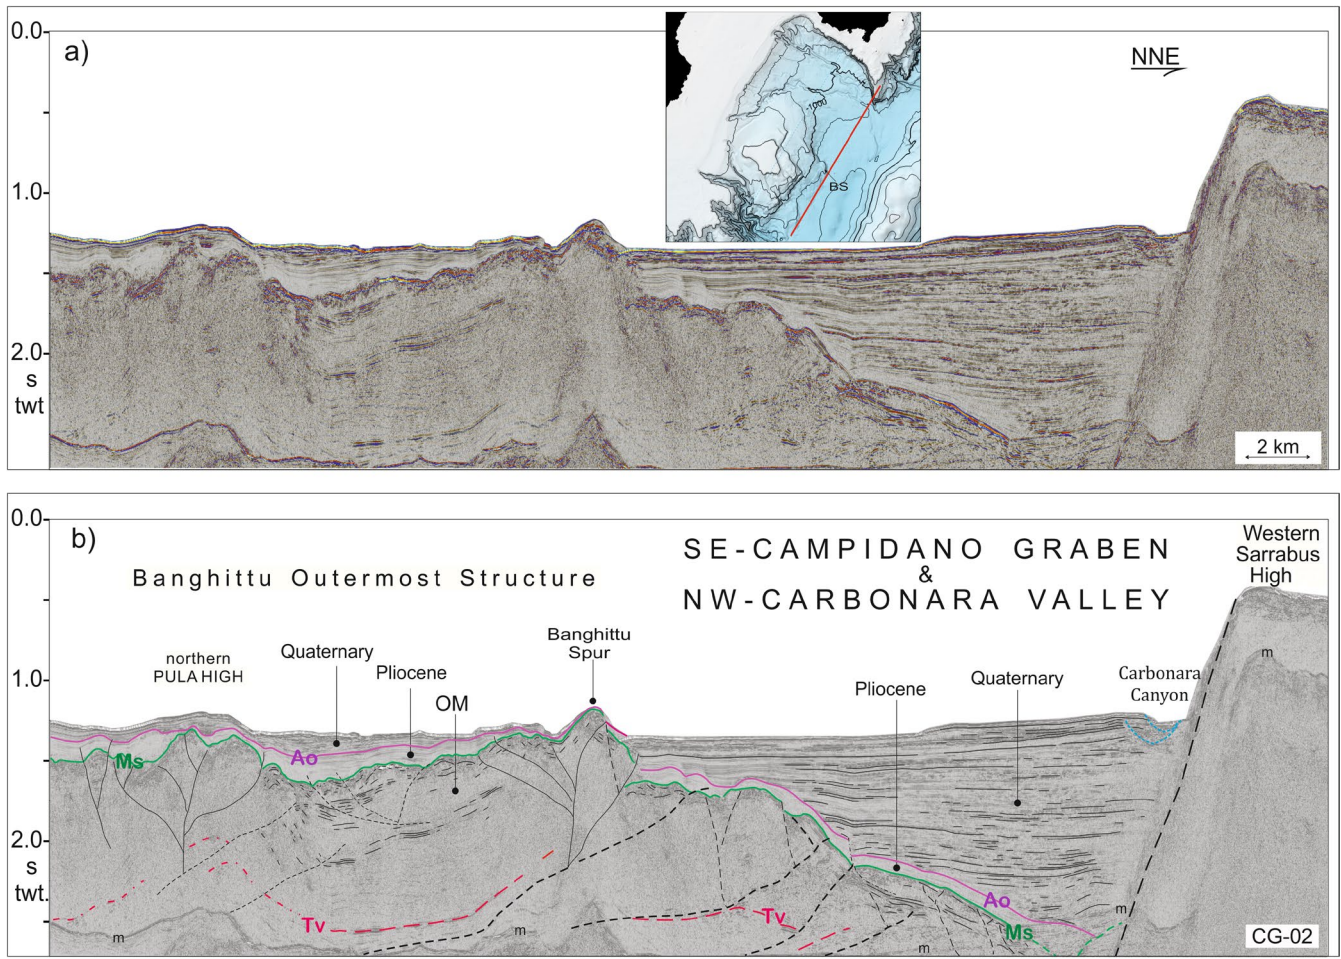 0.0
a)
-1000
BS
NNE
1.0
2.0
s
twt
2 km
0.0
b)
Banghittu Outermost Structure
SE-CAMPIDANO GRABEN
&
NW-CARBONARA VALLEY
Western
Sarrabus
High
northern
PULA HIGH
Quaternary
Pliocene
OM
Banghittu
Spur
Pliocene
Quaternary
Carbonara
Canyon
m
1.0
Ms
Ao
2.0
s
twt.
Tv
m
m
Tv
Ao
Ms
m
m
CG-02